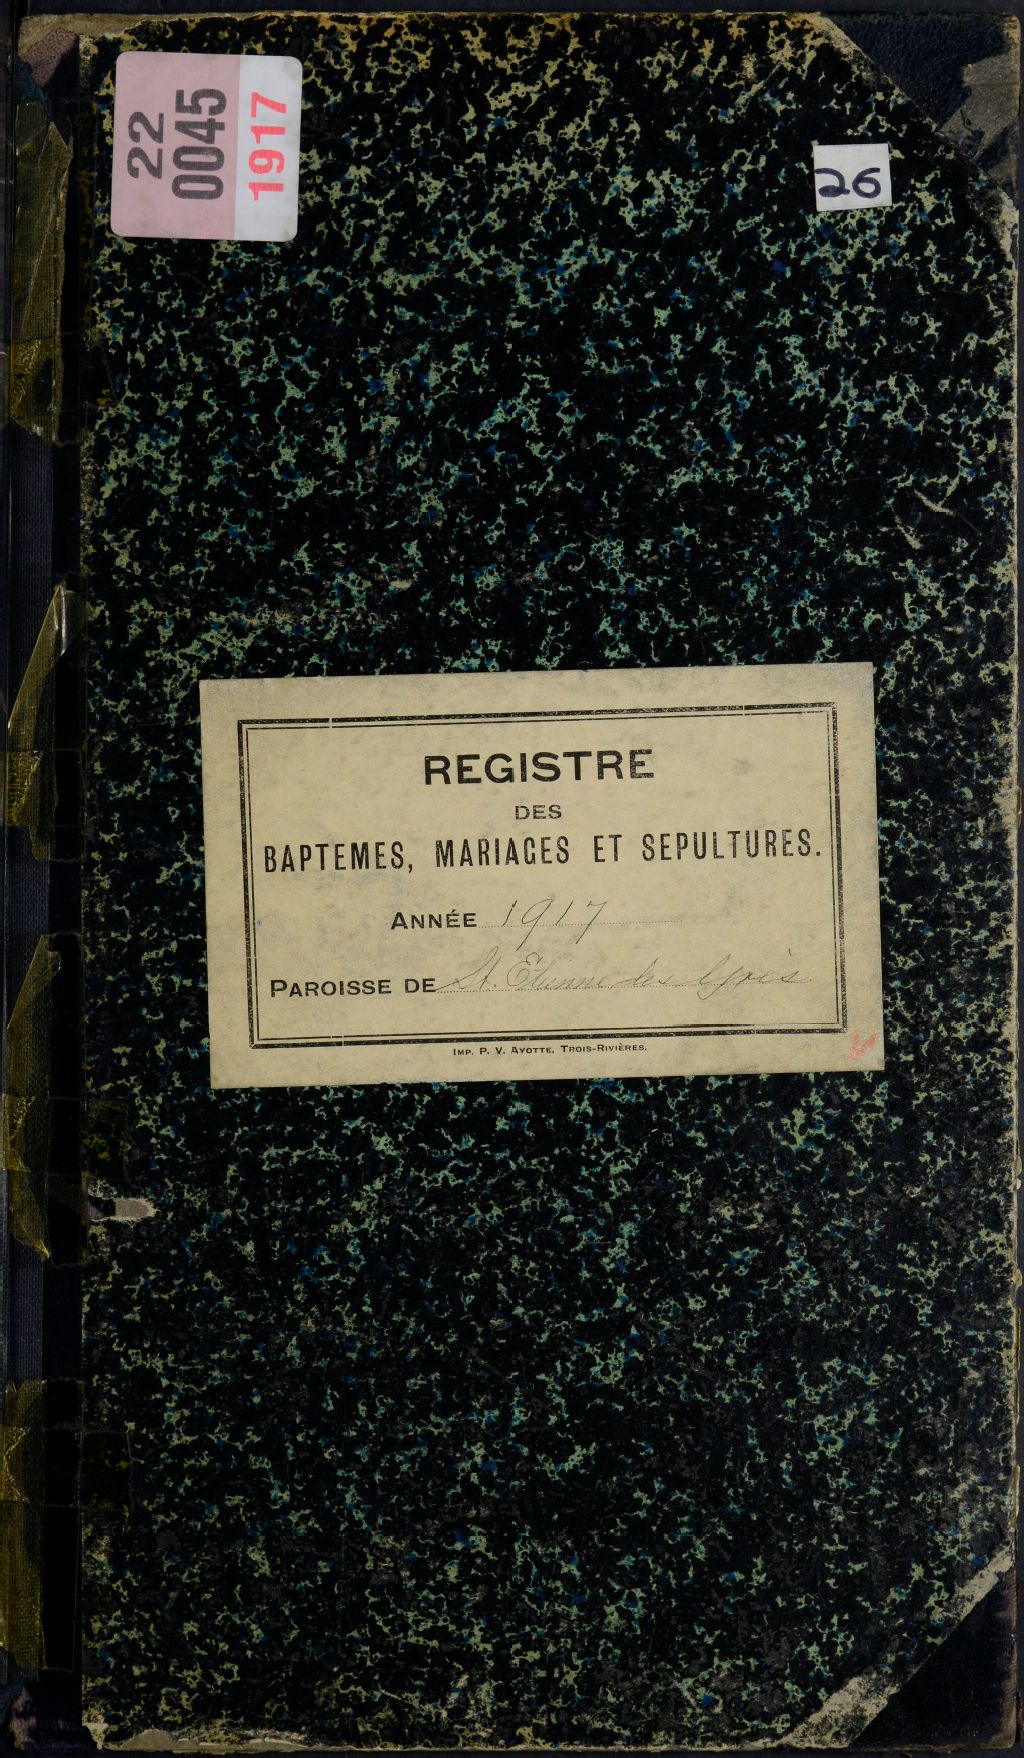 22
0045
1917
26
REGISTRE
DES
BAPTEMES, MARIAGES ET SEPULTURES.
ANNÉE 1917
PAROISSE DE St. Etienne des Grès
IMP. P. V. AYOTTE, TROIS-RIVIÈRES.